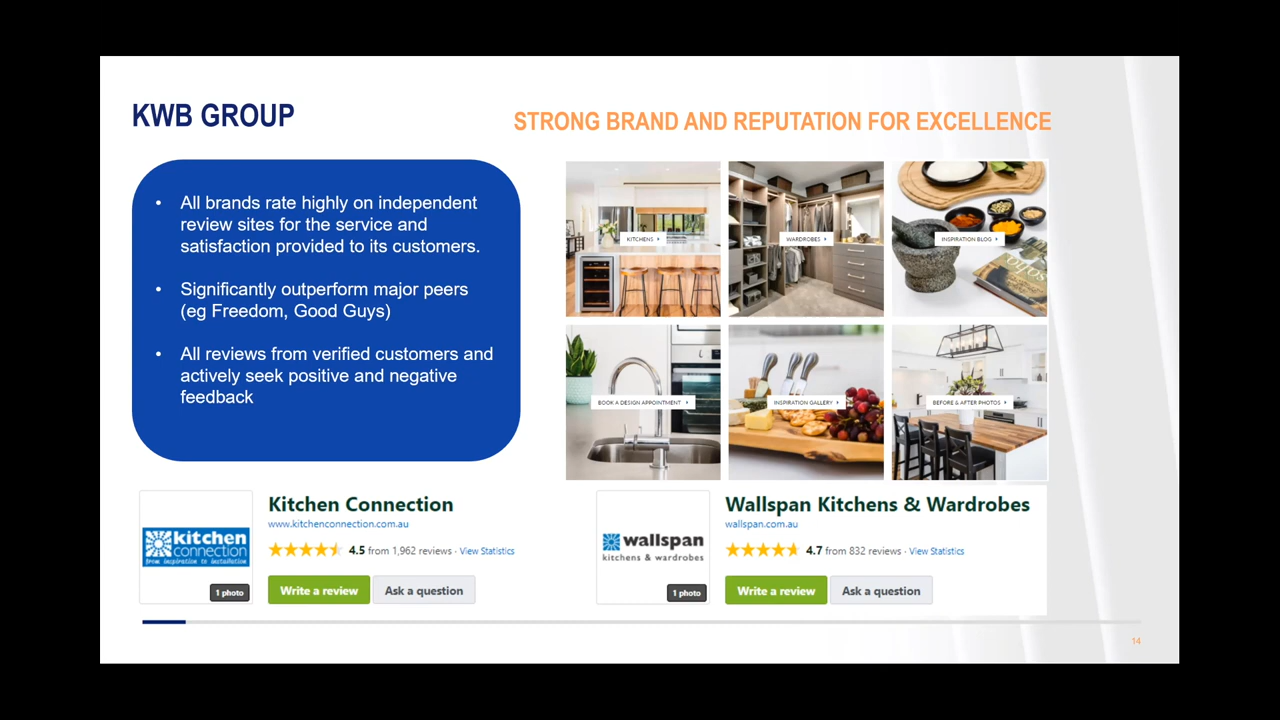 KWB GROUP
STRONG BRAND AND REPUTATION FOR EXCELLENCE
• All brands rate highly on independent
review sites for the service and
satisfaction provided to its customers.
• Significantly outperform major peers
(eg Freedom, Good Guys)
• All reviews from verified customers and
actively seek positive and negative
feedback
KITCHENS
WARDROBES
INSPIRATION BLOG
BOOK A DESIGN APPOINTMENT
INSPIRATION GALLERY
BEFORE & AFTER PHOTOS
kitchen
connection
from inspiration to installation
1 photo
Kitchen Connection
www.kitchenconnection.com.au
4.5 from 1,962 reviews · View Statistics
Write a review
Ask a question
wallspan
kitchens & wardrobes
1 photo
Wallspan Kitchens & Wardrobes
wallspan.com.au
4.7 from 832 reviews · View Statistics
Write a review
Ask a question
14